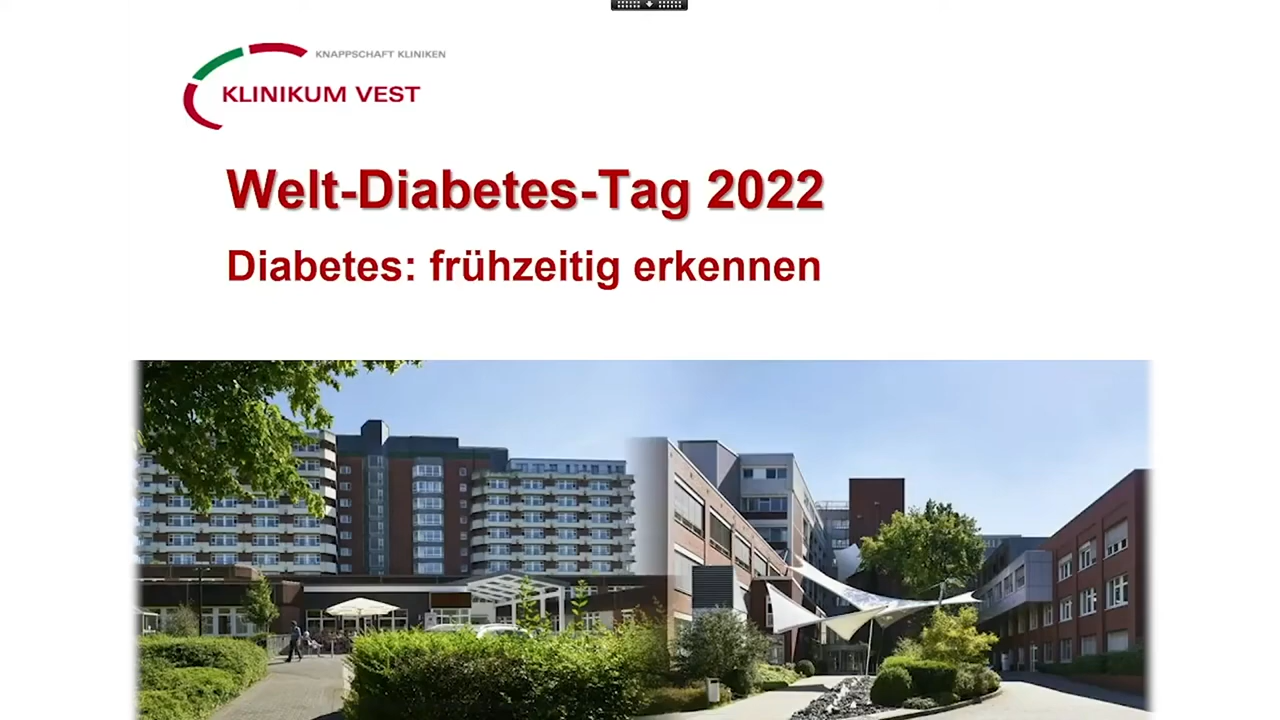 KNAPPSCHAFT KLINIKEN
KLINIKUM VEST
Welt-Diabetes-Tag 2022
Diabetes: frühzeitig erkennen